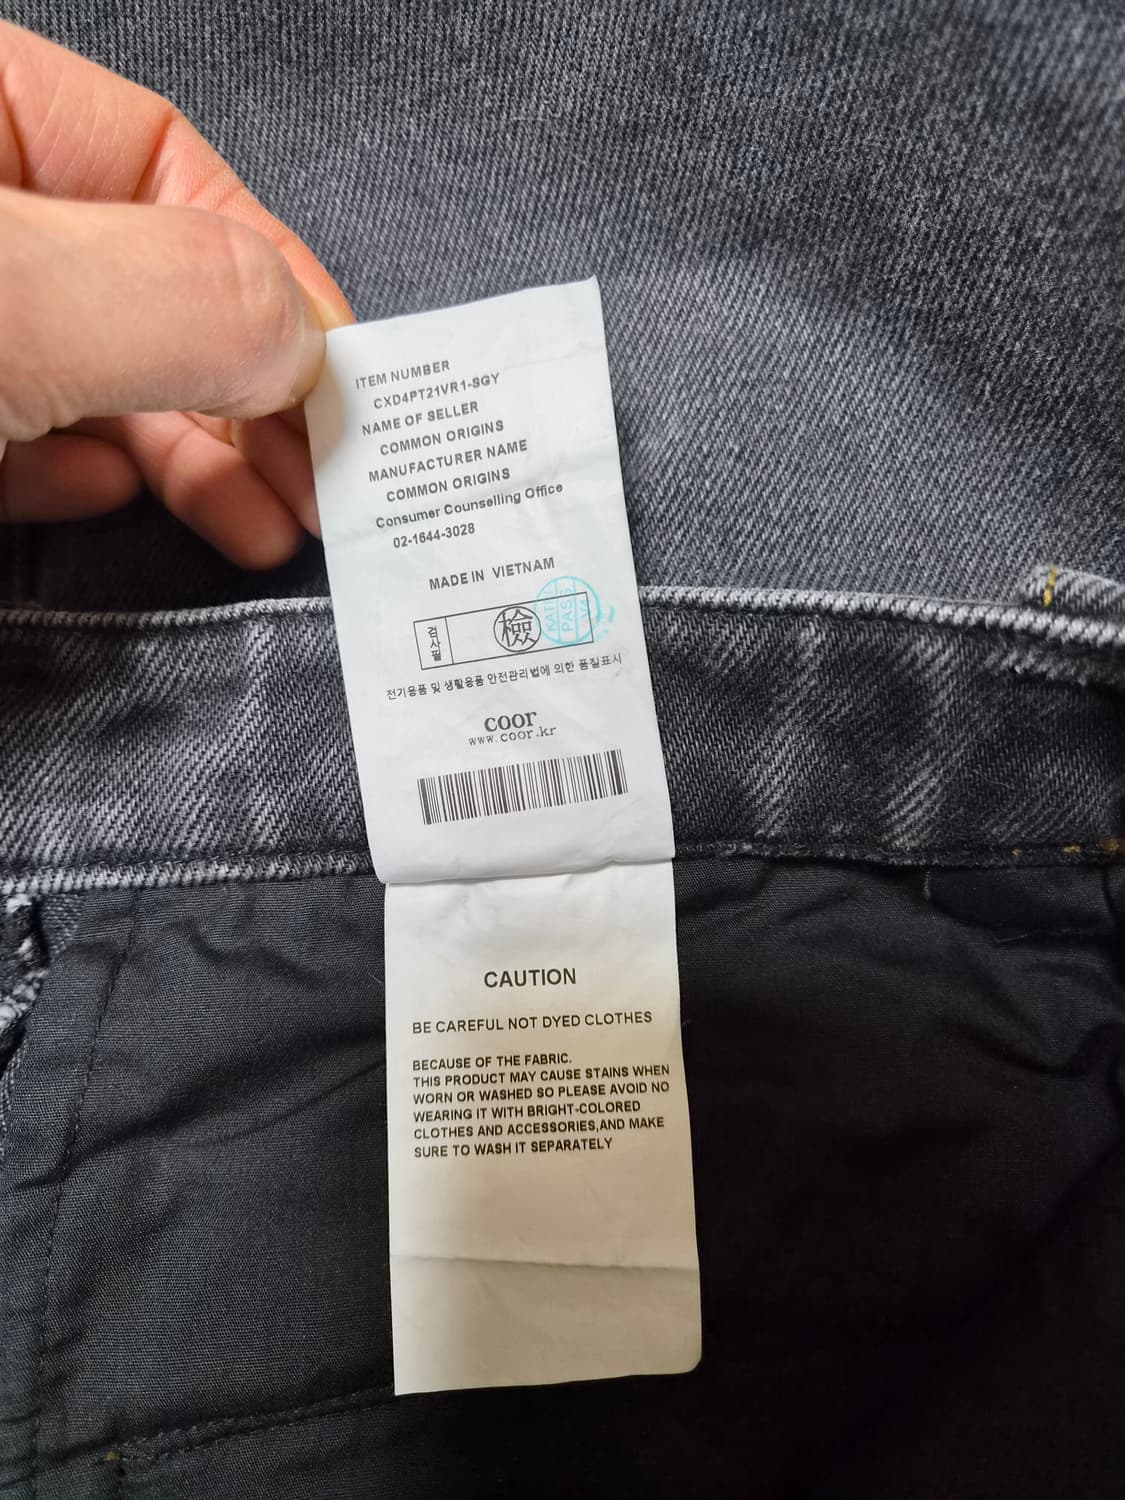 ITEM NUMBER
CXD4PT21VR1-SGY
NAME OF SELLER
COMMON ORIGINS
MANUFACTURER NAME
COMMON ORIGINS
Consumer Counselling Office
02-1644-3028
MADE IN VIETNAM
검사필
檢
KATRI
PASS
전기용품 및 생활용품 안전관리법에 의한 품질표시
coor
www.coor.kr
CAUTION
BE CAREFUL NOT DYED CLOTHES
BECAUSE OF THE FABRIC.
THIS PRODUCT MAY CAUSE STAINS WHEN
WORN OR WASHED SO PLEASE AVOID NO
WEARING IT WITH BRIGHT-COLORED
CLOTHES AND ACCESSORIES,AND MAKE
SURE TO WASH IT SEPARATELY